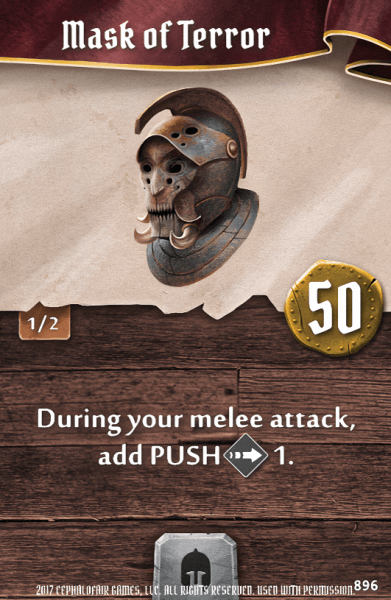 Mask of Terror
1/2
50
During your melee attack,
add PUSH 1.
2017 CEPHALOFAIR GAMES, LLC. ALL RIGHTS RESERVED. USED WITH PERMISSION
896